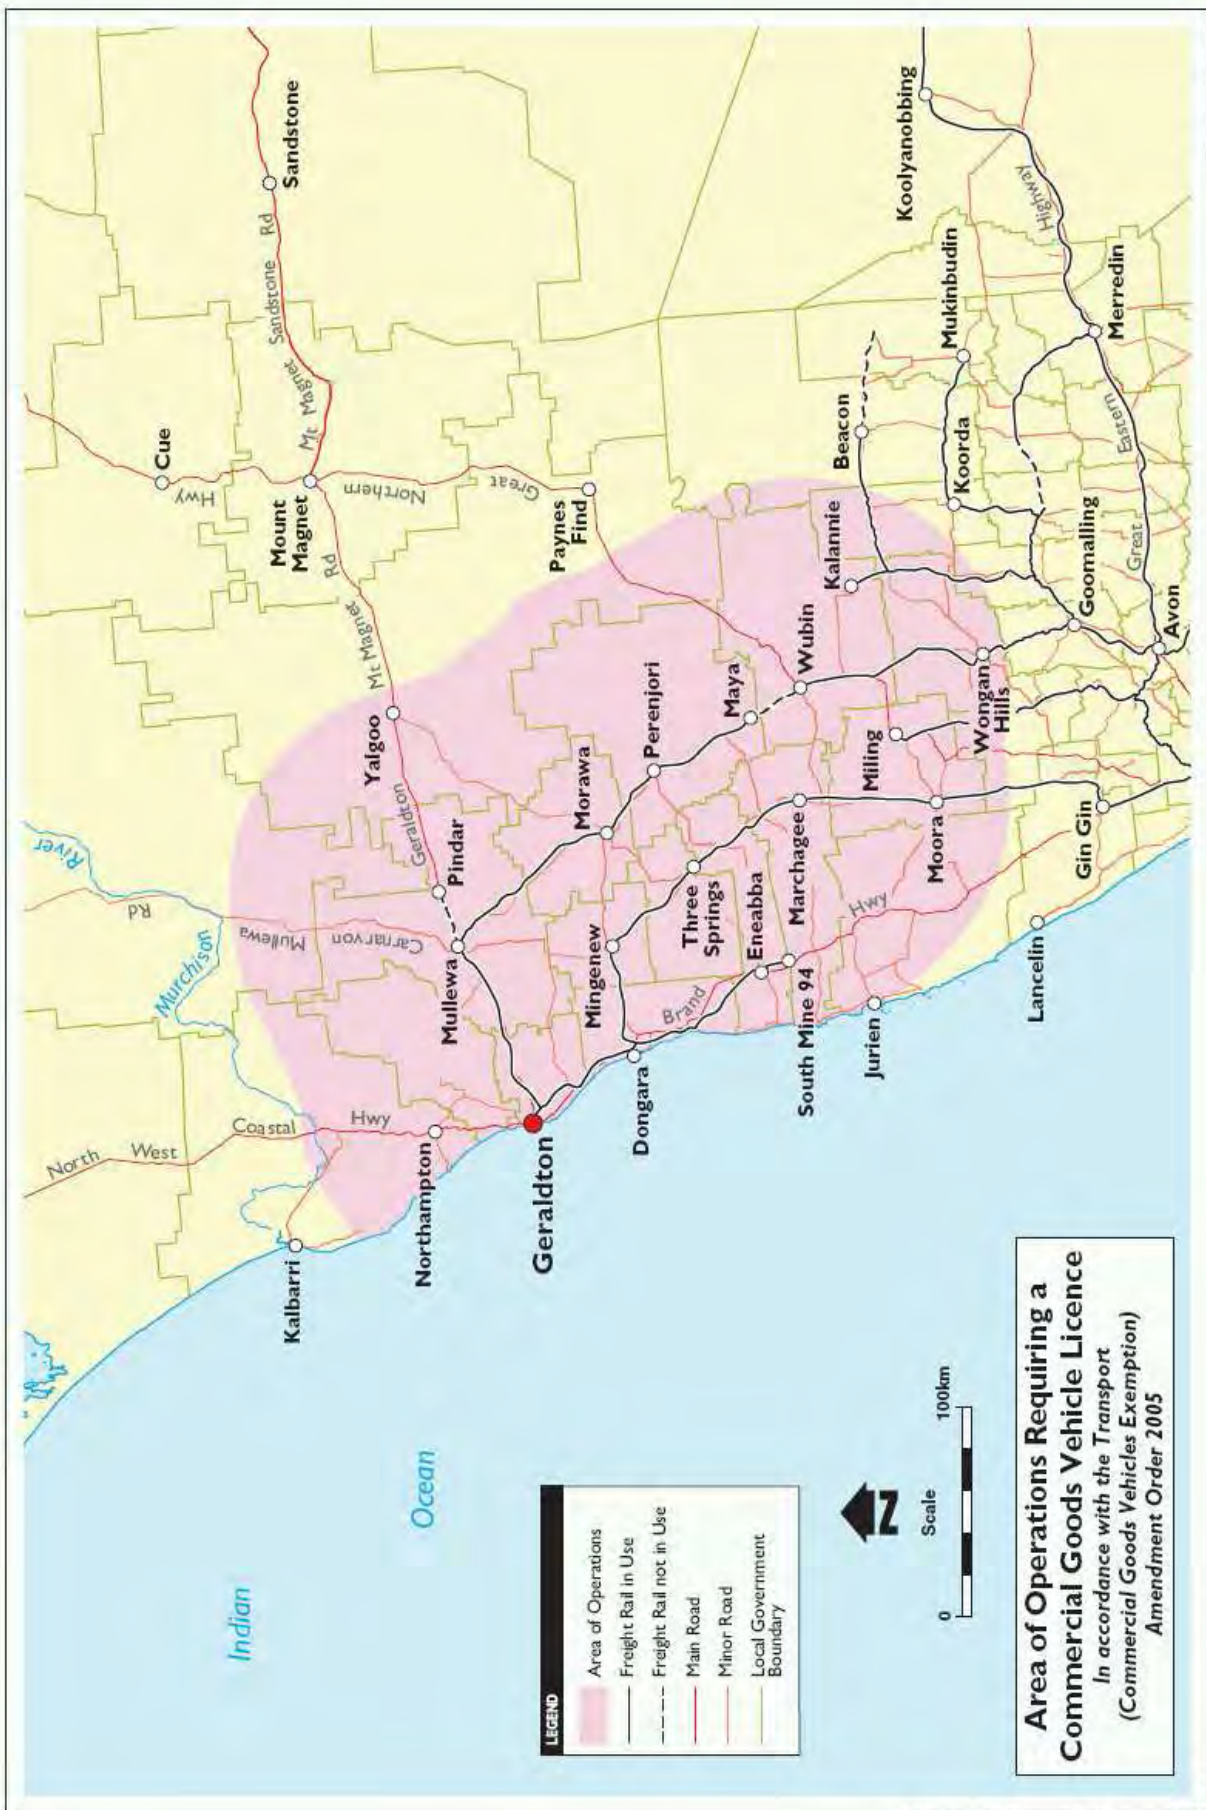 Sandstone
Cue
Mt Magnet
Sandstone
Rd
Mount
Magnet
Hwy
Northern
Great
Paynes
Find
Koolyanobbing
Highway
Mukinbudin
Merredin
Beacon
Koorda
Eastern
Great
Kalannie
Goomalling
Avon
River
Rd
Murchison
Mullewa
Carnarvon
Yalgoo
Geraldton
Mt Magnet
Rd
Pindar
Mullewa
Morawa
Perenjori
Maya
Wubin
Miling
Wongan
Hills
Mingenew
Three
Springs
Eneabba
Marchagee
Moora
Gin Gin
Brand
Hwy
South Mine 94
Jurien
Lancelin
North
West
Coastal
Hwy
Kalbarri
Northampton
Geraldton
Dongara
Indian
Ocean
LEGEND
Area of Operations
Freight Rail in Use
Freight Rail not in Use
Main Road
Minor Road
Local Government
Boundary
N
Scale
0
100km
Area of Operations Requiring a
Commercial Goods Vehicle Licence
In accordance with the Transport
(Commercial Goods Vehicles Exemption)
Amendment Order 2005